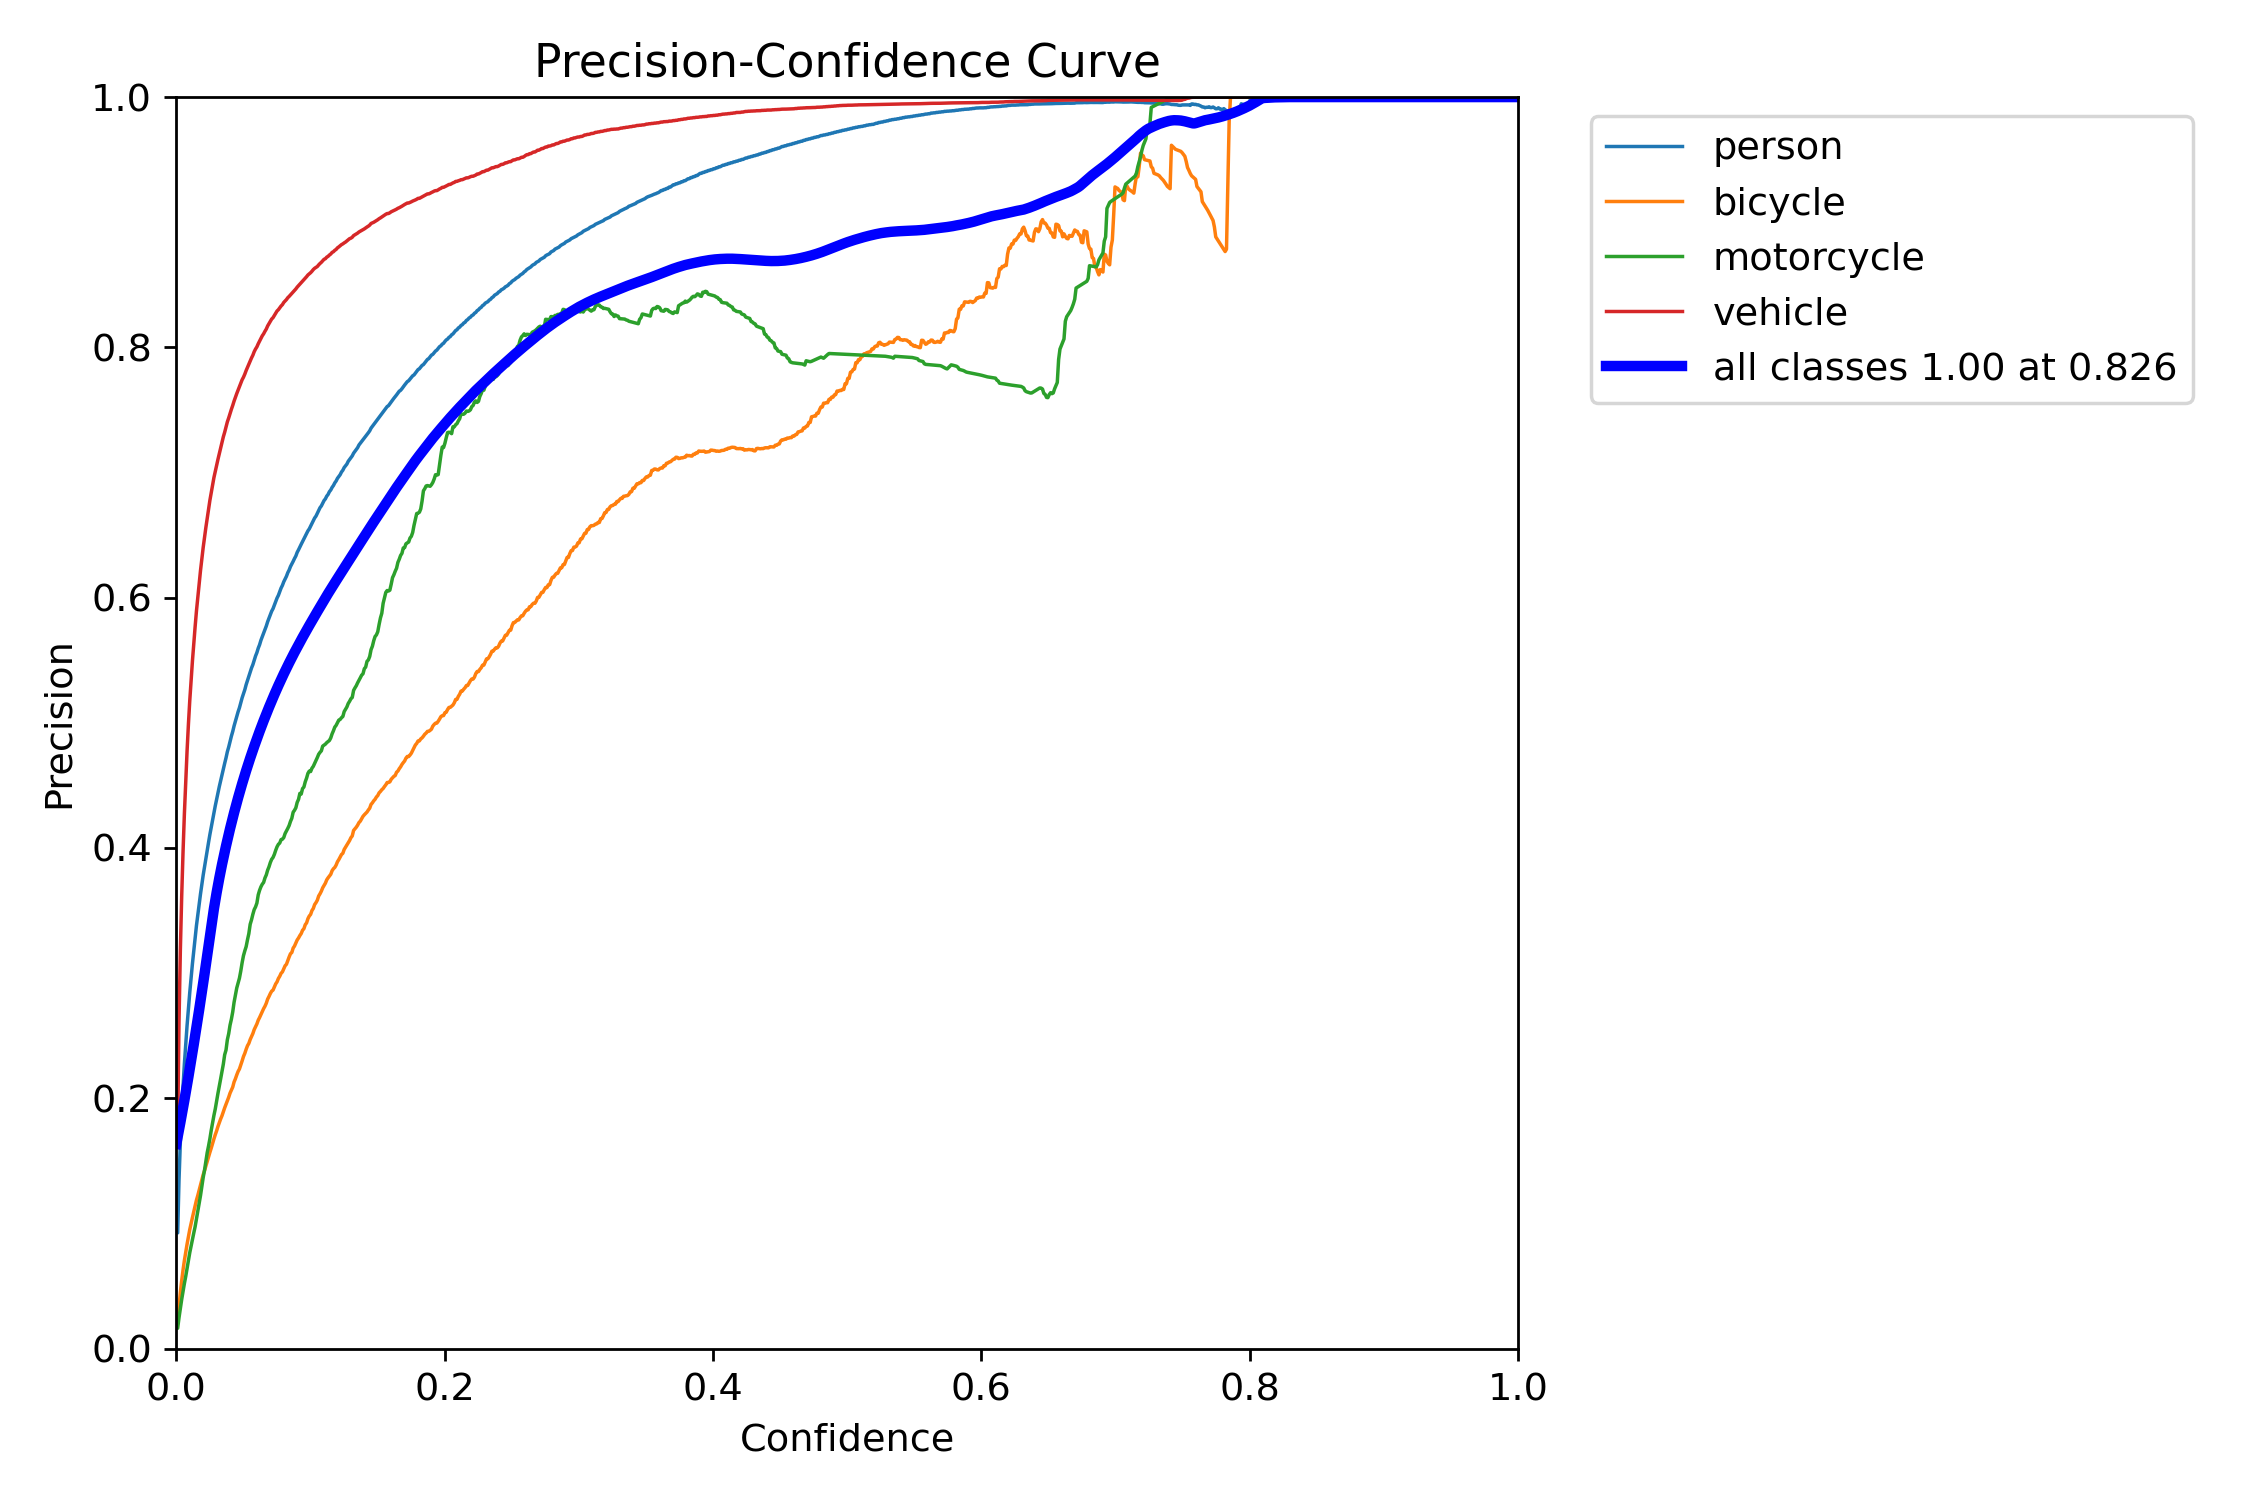 Precision-Confidence Curve
1.0
0.8
0.6
0.4
0.2
0.0
Precision
0.0 0.2 0.4 0.6 0.8 1.0
Confidence
person
bicycle
motorcycle
vehicle
all classes 1.00 at 0.826